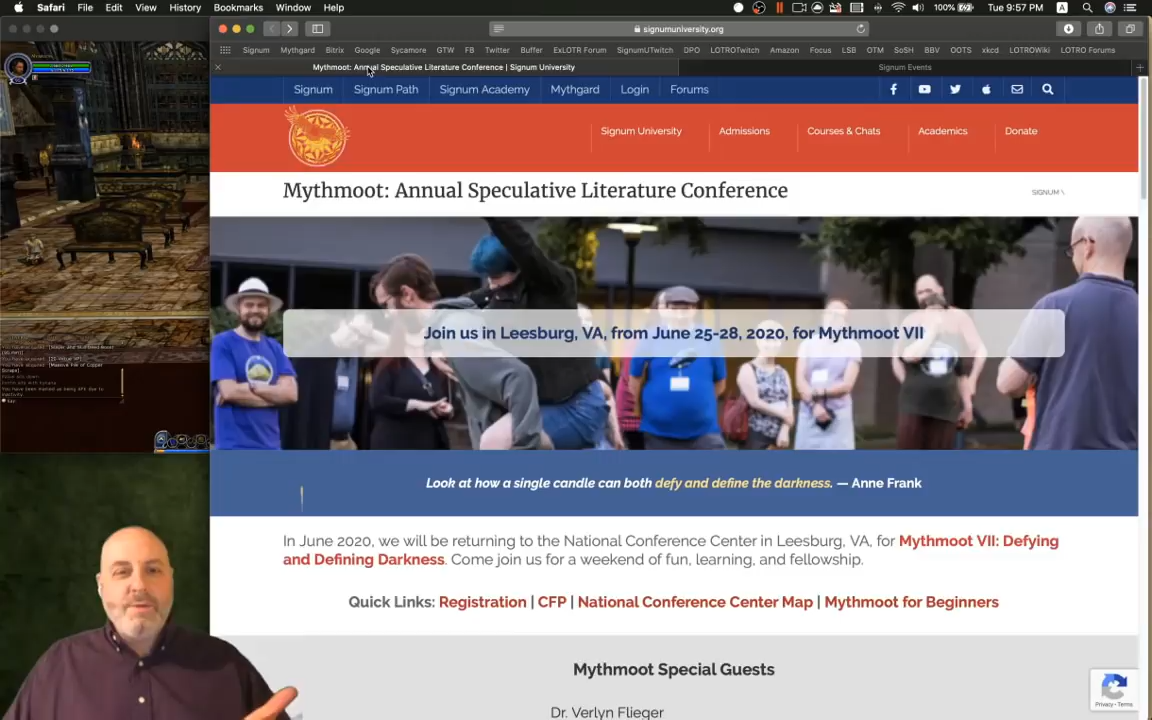 Safari File Edit View History Bookmarks Window Help
100% Tue 9:57 PM
signumuniversity.org
Signum Mythgard Bitrix Google Sycamore GTW FB Twitter Buffer ExLOTR Forum SignumUTwitch DPO LOTROTwitch Amazon Focus LSB OTM SoSH BBV OOTS xkcd LOTROWiki LOTRO Forums
Mythmoot: Annual Speculative Literature Conference | Signum University
Signum Events
Signum Signum Path Signum Academy Mythgard Login Forums
Signum University Admissions Courses & Chats Academics Donate
Mythmoot: Annual Speculative Literature Conference
SIGNUM \
Join us in Leesburg, VA, from June 25-28, 2020, for Mythmoot VII
Look at how a single candle can both defy and define the darkness. — Anne Frank
In June 2020, we will be returning to the National Conference Center in Leesburg, VA, for Mythmoot VII: Defying
and Defining Darkness. Come join us for a weekend of fun, learning, and fellowship.
Quick Links: Registration | CFP | National Conference Center Map | Mythmoot for Beginners
Mythmoot Special Guests
Dr. Verlyn Flieger
Privacy - Terms